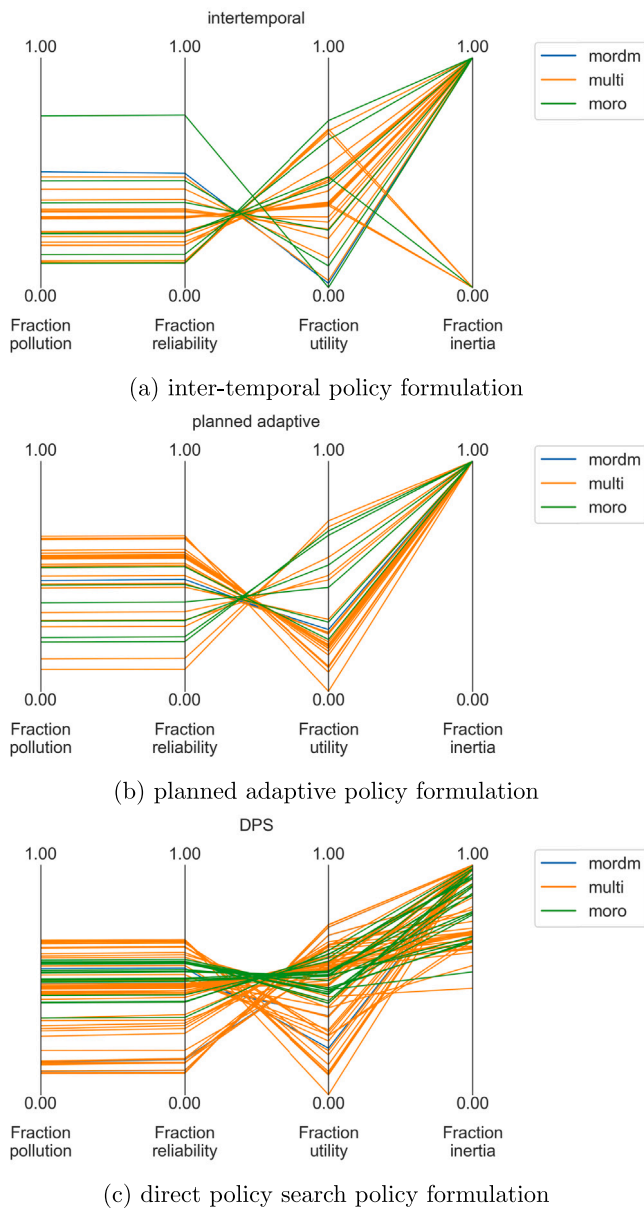 intertemporal
1.00 1.00 1.00 1.00
mordm
multi
moro
0.00 0.00 0.00 0.00
Fraction Fraction Fraction Fraction
pollution reliability utility inertia
(a) inter-temporal policy formulation
planned adaptive
1.00 1.00 1.00 1.00
mordm
multi
moro
0.00 0.00 0.00 0.00
Fraction Fraction Fraction Fraction
pollution reliability utility inertia
(b) planned adaptive policy formulation
DPS
1.00 1.00 1.00 1.00
mordm
multi
moro
0.00 0.00 0.00 0.00
Fraction Fraction Fraction Fraction
pollution reliability utility inertia
(c) direct policy search policy formulation